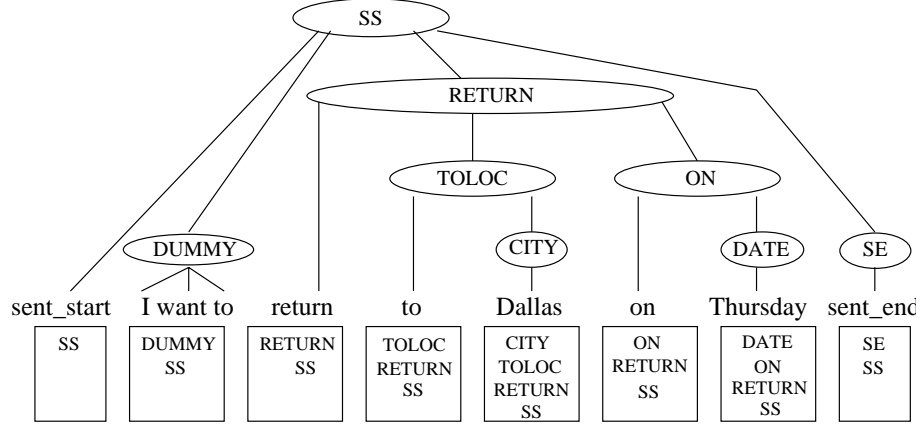 SS
RETURN
TOLOC ON
DUMMY CITY DATE SE
sent_start I want to return to Dallas on Thursday sent_end
SS DUMMY RETURN TOLOC CITY ON DATE SE
SS SS RETURN TOLOC RETURN ON SS
SS RETURN SS RETURN
SS SS